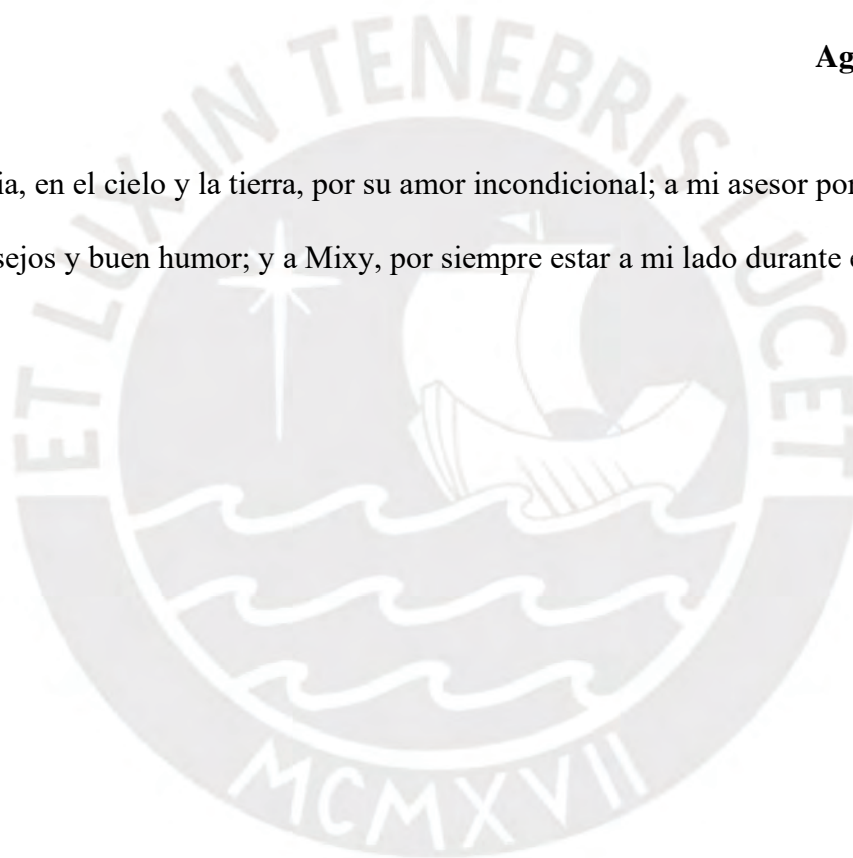 Ag
ia, en el cielo y la tierra, por su amor incondicional; a mi asesor por
sejos y buen humor; y a Mixy, por siempre estar a mi lado durante
ET LUX IN TENEBRIS LUCET
MCMXVII